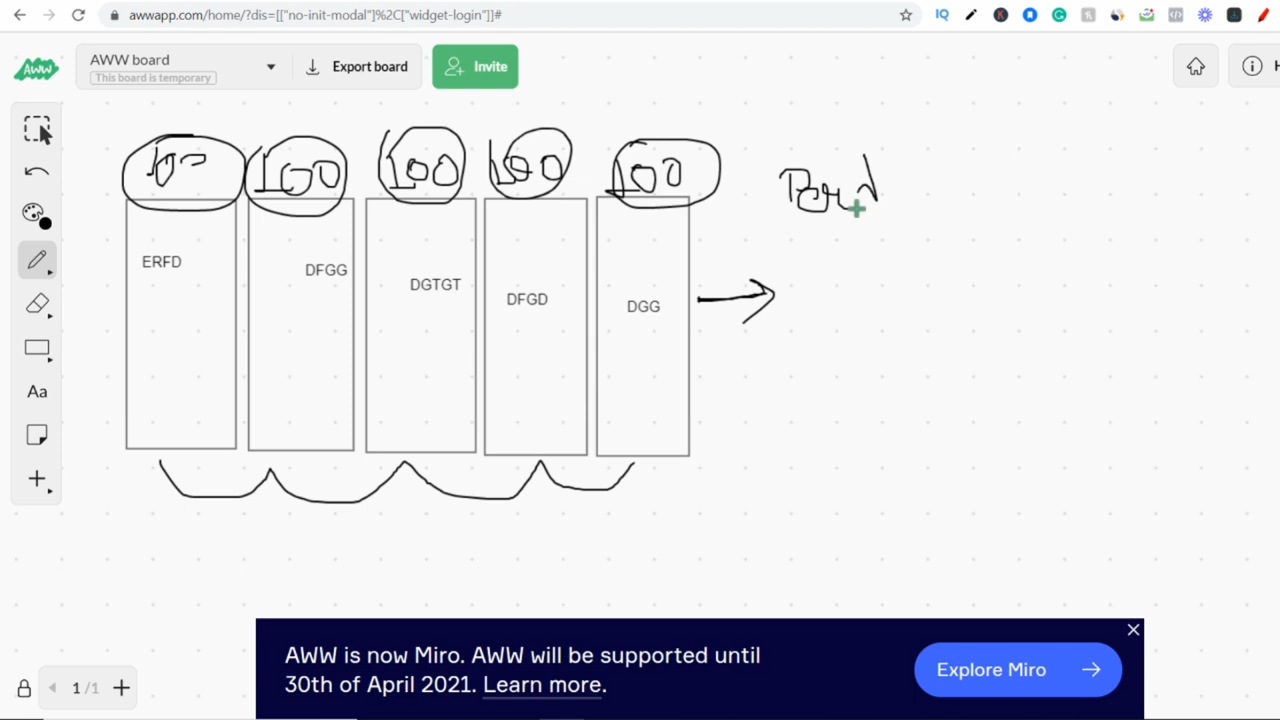 awwapp.com/home/?dis=[["no-init-modal"]%2C["widget-login"]]#
IQ
AWW
AWW board
This board is temporary
Export board
Invite
H
100 100 100 100 100
ERFD
DFGG
DGTGT
DFGD
DGG
Aa
1/1
AWW is now Miro. AWW will be supported until
30th of April 2021. Learn more.
Explore Miro